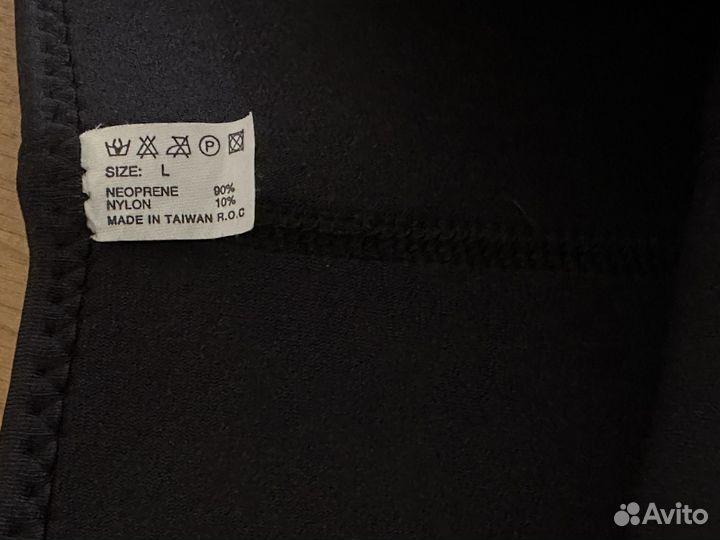 P
SIZE: L
NEOPRENE 90%
NYLON 10%
MADE IN TAIWAN R.O.C
Avito